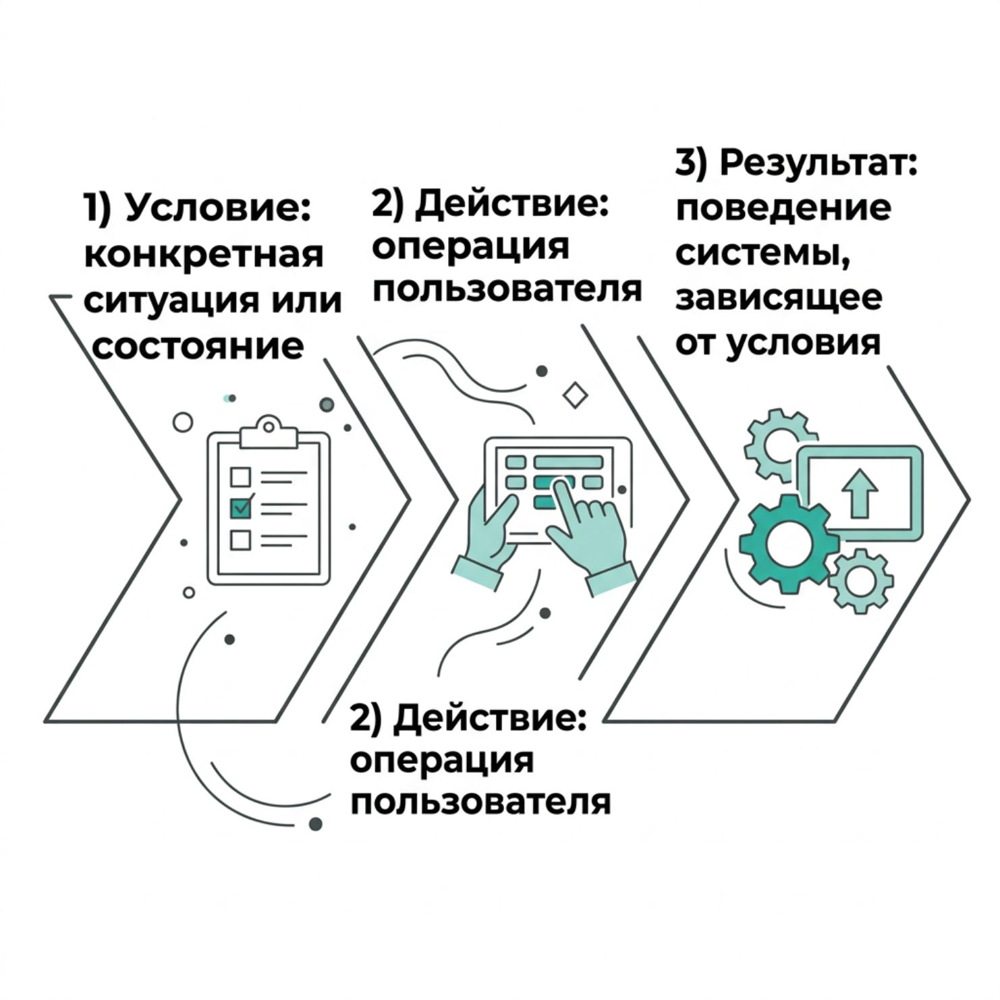 1) Условие:
конкретная
ситуация или
состояние
2) Действие:
операция
пользователя
3) Результат:
поведение
системы,
зависящее
от условия
2) Действие:
операция
пользователя